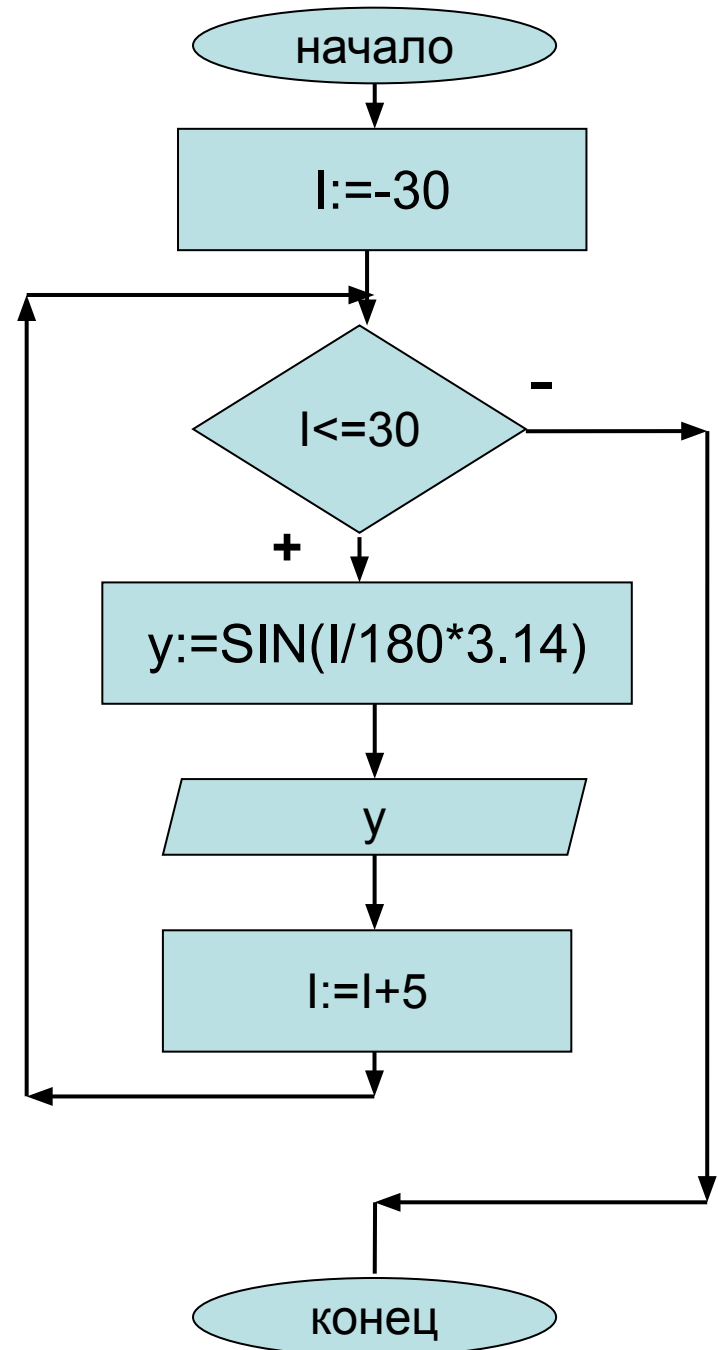 начало
I:=-30
I<=30
-
+
y:=SIN(I/180*3.14)
y
I:=I+5
конец